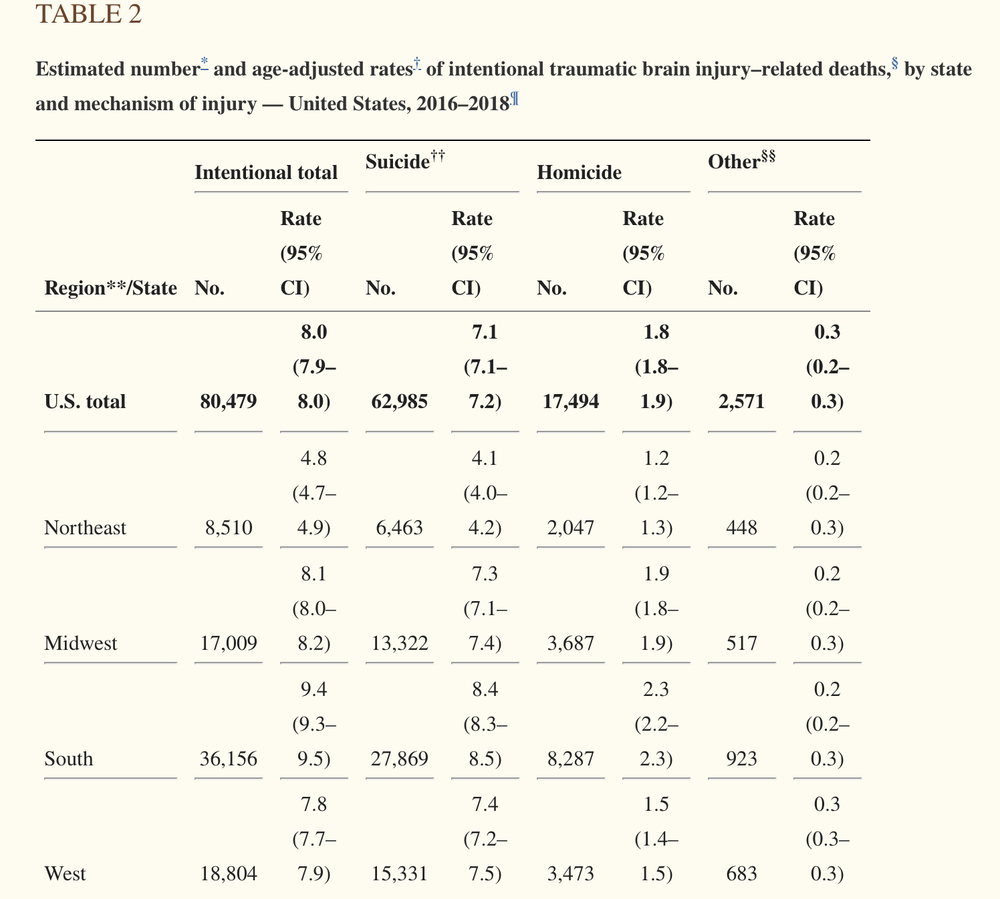 TABLE 2
Estimated number* and age-adjusted rates† of intentional traumatic brain injury–related deaths,§ by state
and mechanism of injury — United States, 2016–2018¶
Intentional total Suicide†† Homicide Other§§
Rate Rate Rate Rate
(95% (95% (95% (95%
Region**/State No. CI) No. CI) No. CI) No. CI)
8.0 7.1 1.8 0.3
(7.9– (7.1– (1.8– (0.2–
U.S. total 80,479 8.0) 62,985 7.2) 17,494 1.9) 2,571 0.3)
4.8 4.1 1.2 0.2
(4.7– (4.0– (1.2– (0.2–
Northeast 8,510 4.9) 6,463 4.2) 2,047 1.3) 448 0.3)
8.1 7.3 1.9 0.2
(8.0– (7.1– (1.8– (0.2–
Midwest 17,009 8.2) 13,322 7.4) 3,687 1.9) 517 0.3)
9.4 8.4 2.3 0.2
(9.3– (8.3– (2.2– (0.2–
South 36,156 9.5) 27,869 8.5) 8,287 2.3) 923 0.3)
7.8 7.4 1.5 0.3
(7.7– (7.2– (1.4– (0.3–
West 18,804 7.9) 15,331 7.5) 3,473 1.5) 683 0.3)